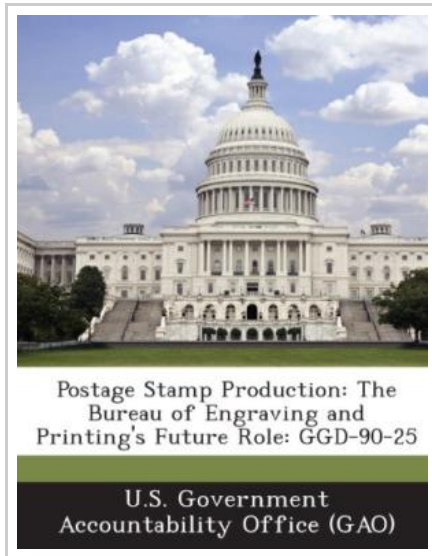 Postage Stamp Production: The
Bureau of Engraving and
Printing's Future Role: GGD-90-25
U.S. Government
Accountability Office (GAO)